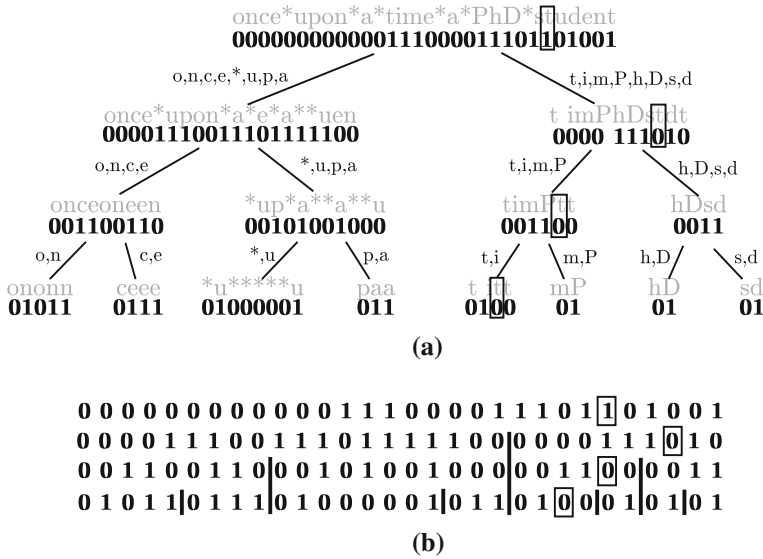 once*upon*a*time*a*PhD*student
000000000000111000011101101001
o,n,c,e,*,u,p,a t,i,m,P,h,D,s,d
once*upon*a*e*a**uen t imPhDstdt
00001110011101111100 0000 111010
o,n,c,e *,u,p,a t,i,m,P h,D,s,d
onceoneen *up*a**a**u timPtt hDsd
001100110 00101001000 001100 0011
o,n c,e *,u p,a t,i m,P h,D s,d
ononn ceee *u*****u paa t itt mP hD sd
01011 0111 01000001 011 0100 01 01 01
(a)
0 0 0 0 0 0 0 0 0 0 0 0 1 1 1 0 0 0 0 1 1 1 0 1 1 0 1 0 0 1
0 0 0 0 1 1 1 0 0 1 1 1 0 1 1 1 1 1 0 0 0 0 0 0 1 1 1 0 1 0
0 0 1 1 0 0 1 1 0 0 0 1 0 1 0 0 1 0 0 0 0 0 1 1 0 0 0 0 1 1
0 1 0 1 1 0 1 1 1 0 1 0 0 0 0 0 1 0 1 1 0 1 0 0 0 1 0 1 0 1
(b)